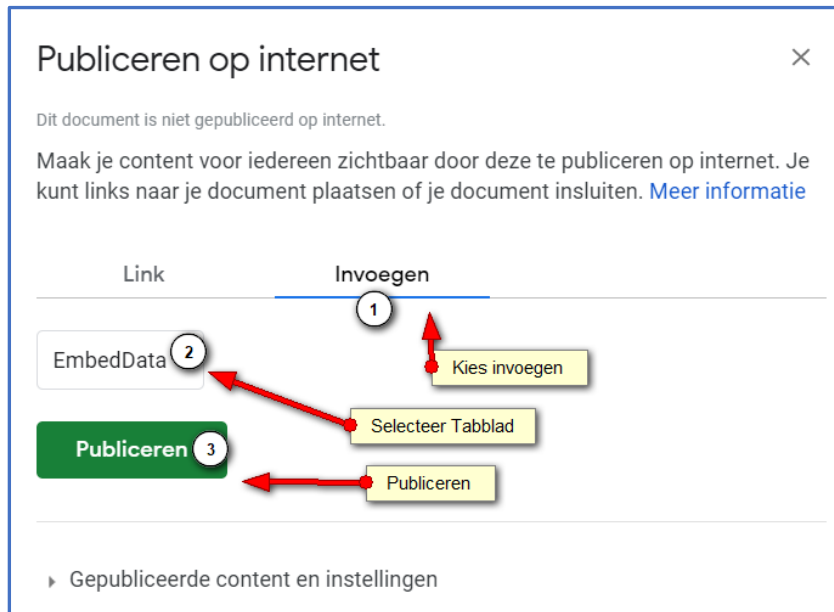 Publiceren op internet
Dit document is niet gepubliceerd op internet.
Maak je content voor iedereen zichtbaar door deze te publiceren op internet. Je
kunt links naar je document plaatsen of je document insluiten. Meer informatie
Link Invoegen
1
EmbedData 2
Kies invoegen
Selecteer Tabblad
Publiceren 3
Publiceren
Gepubliceerde content en instellingen